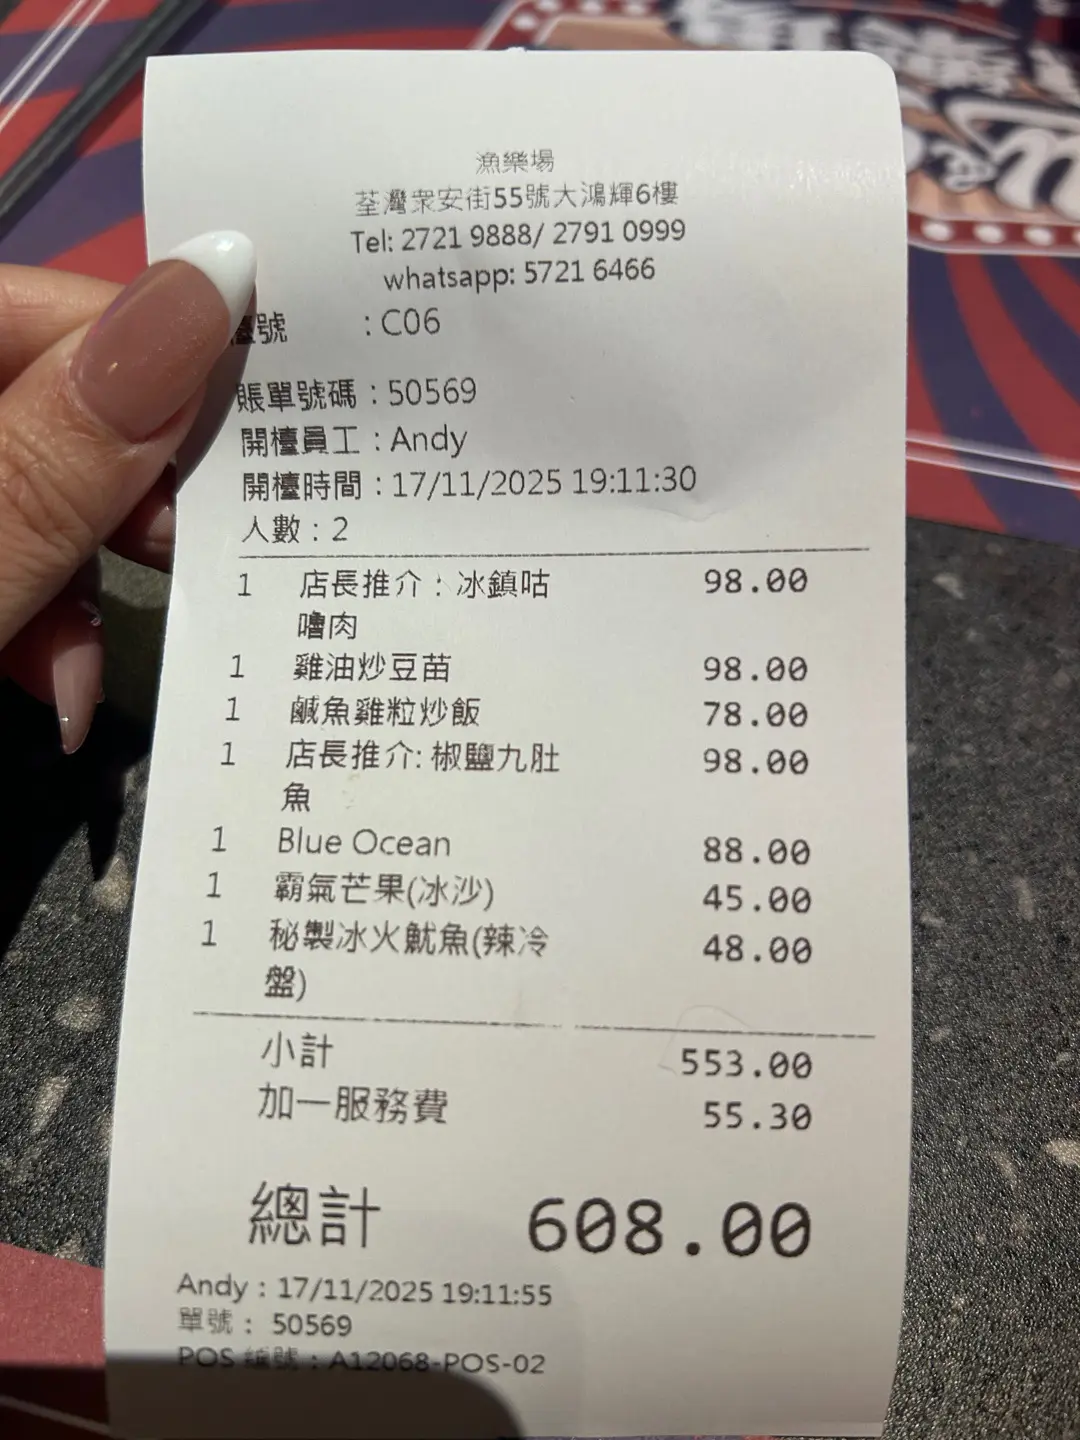 漁樂場
荃灣眾安街55號大鴻輝6樓
Tel: 2721 9888/ 2791 0999
whatsapp: 5721 6466
檯號 : C06
賬單號碼 : 50569
開檯員工 : Andy
開檯時間 : 17/11/2025 19:11:30
人數 : 2
1 店長推介 : 冰鎮咕 98.00
嚕肉
1 雞油炒豆苗 98.00
1 鹹魚雞粒炒飯 78.00
1 店長推介: 椒鹽九肚 98.00
魚
1 Blue Ocean 88.00
1 霸氣芒果(冰沙) 45.00
1 秘製冰火魷魚(辣冷 48.00
盤)
小計 553.00
加一服務費 55.30
總計 608.00
Andy : 17/11/2025 19:11:55
單號 : 50569
POS 編號 : A12068-POS-02